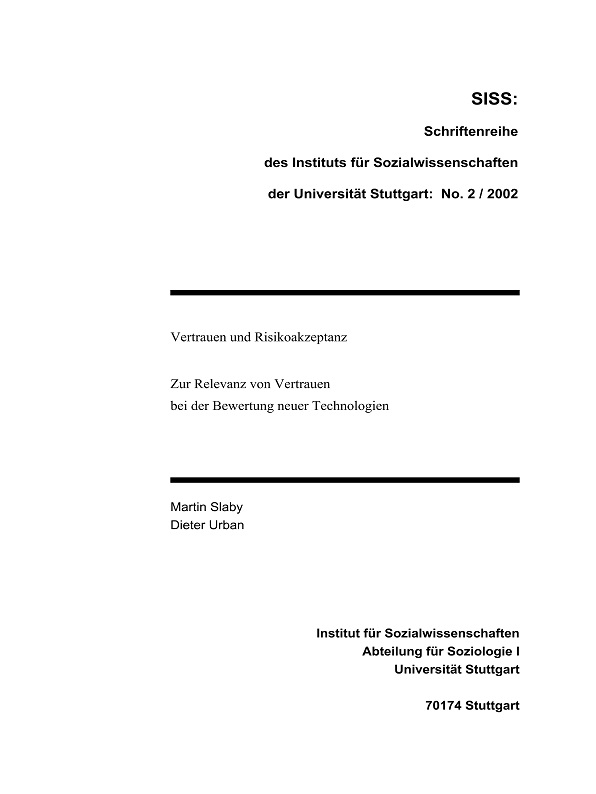 SISS:
Schriftenreihe
des Instituts für Sozialwissenschaften
der Universität Stuttgart: No. 2 / 2002
Vertrauen und Risikoakzeptanz
Zur Relevanz von Vertrauen
bei der Bewertung neuer Technologien
Martin Slaby
Dieter Urban
Institut für Sozialwissenschaften
Abteilung für Soziologie I
Universität Stuttgart
70174 Stuttgart